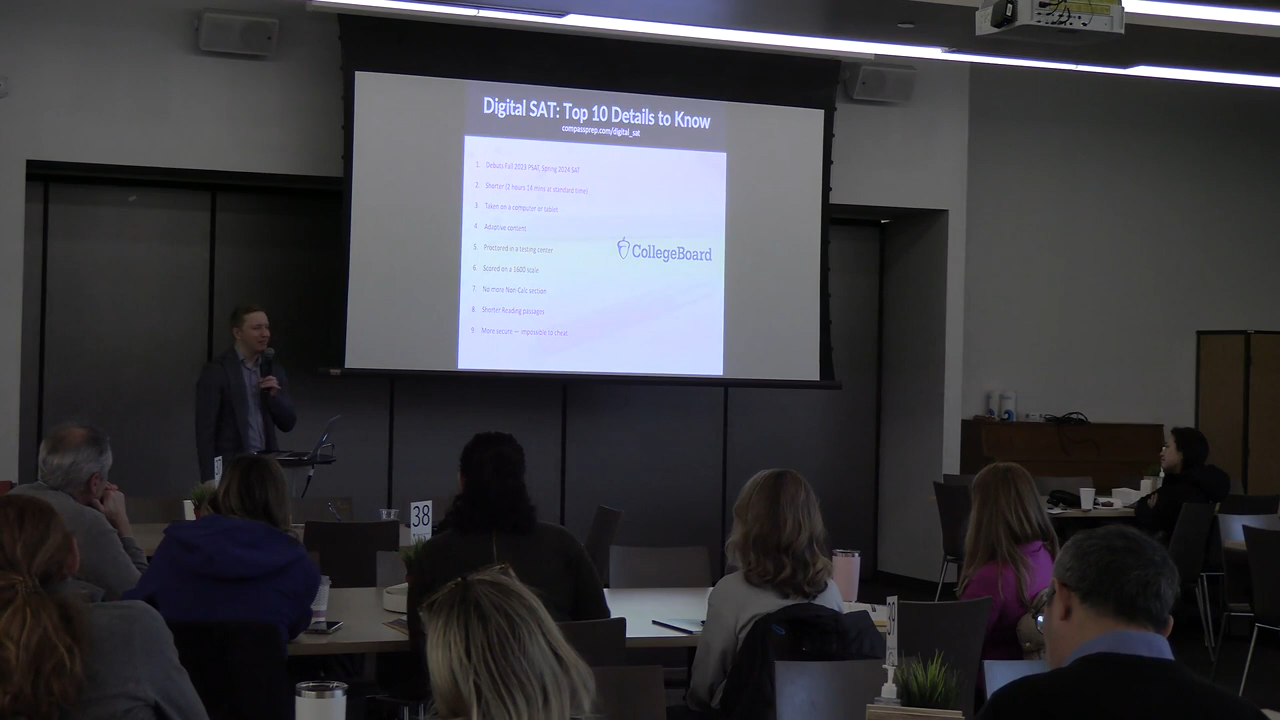 Digital SAT: Top 10 Details to Know
compassprep.com/digital_sat
1. Debuts Fall 2023 PSAT, Spring 2024 SAT
2. Shorter (2 hours 14 mins at standard time)
3. Taken on a computer or tablet
4. Adaptive content
5. Proctored in a testing center
6. Scored on a 1600 scale
7. No more Non-Calc section
8. Shorter Reading passages
9. More secure — impossible to cheat
CollegeBoard
38
39